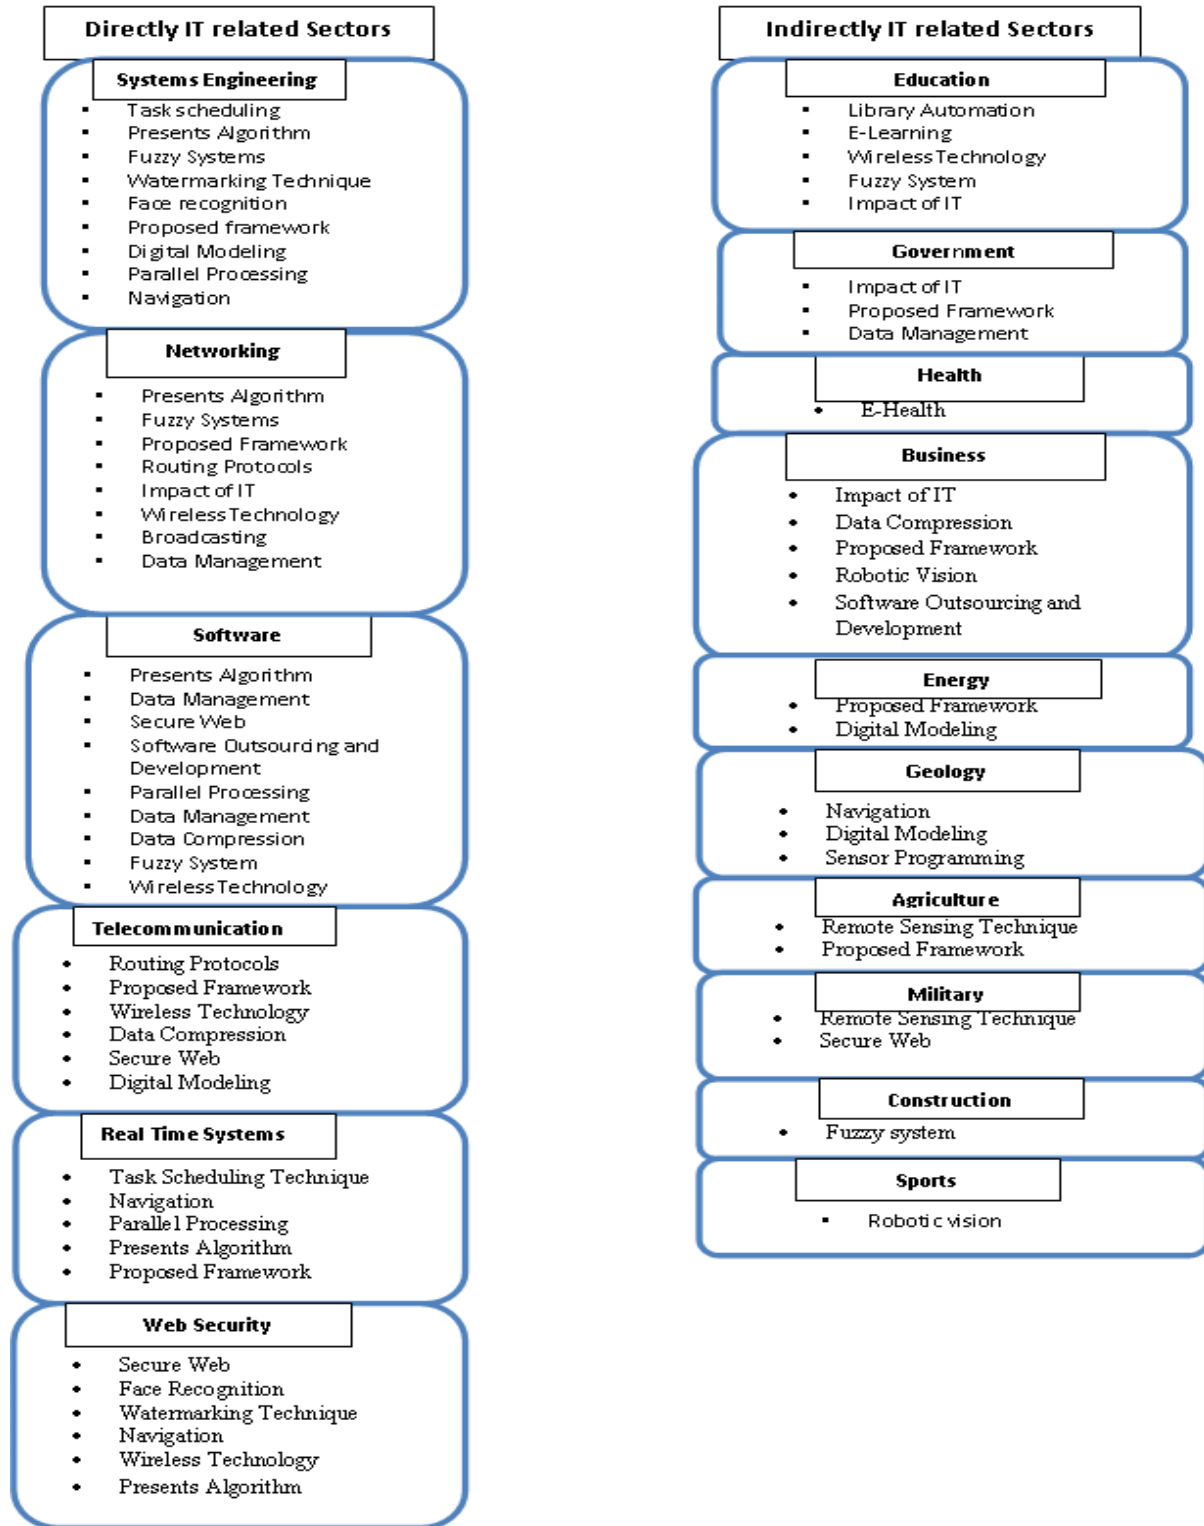 Directly IT related Sectors
Systems Engineering
Task scheduling
Presents Algorithm
Fuzzy Systems
Watermarking Technique
Face recognition
Proposed framework
Digital Modeling
Parallel Processing
Navigation
Networking
Presents Algorithm
Fuzzy Systems
Proposed Framework
Routing Protocols
Impact of IT
Wireless Technology
Broadcasting
Data Management
Software
Presents Algorithm
Data Management
Secure Web
Software Outsourcing and
Development
Parallel Processing
Data Management
Data Compression
Fuzzy System
Wireless Technology
Telecommunication
Routing Protocols
Proposed Framework
Wireless Technology
Data Compression
Secure Web
Digital Modeling
Real Time Systems
Task Scheduling Technique
Navigation
Parallel Processing
Presents Algorithm
Proposed Framework
Web Security
Secure Web
Face Recognition
Watermarking Technique
Navigation
Wireless Technology
Presents Algorithm
Indirectly IT related Sectors
Education
Library Automation
E-Learning
Wireless Technology
Fuzzy System
Impact of IT
Government
Impact of IT
Proposed Framework
Data Management
Health
E-Health
Business
Impact of IT
Data Compression
Proposed Framework
Robotic Vision
Software Outsourcing and
Development
Energy
Proposed Framework
Digital Modeling
Geology
Navigation
Digital Modeling
Sensor Programming
Agriculture
Remote Sensing Technique
Proposed Framework
Military
Remote Sensing Technique
Secure Web
Construction
Fuzzy system
Sports
Robotic vision